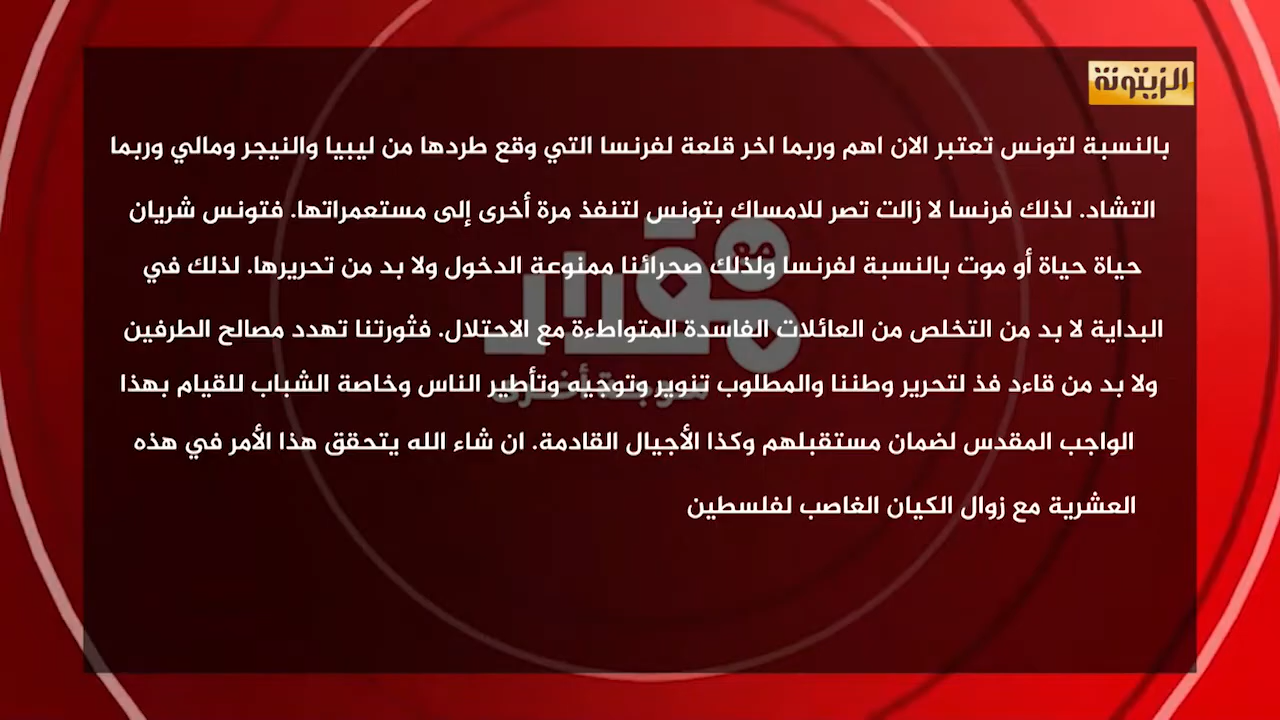 الزيتونة
بالنسبة لتونس تعتبر الان اهم وربما اخر قلعة لفرنسا التي وقع طردها من ليبيا والنيجر ومالي وربما
التشاد. لذلك فرنسا لا زالت تصر للامساك بتونس لتنفذ مرة أخرى إلى مستعمراتها. فتونس شريان
حياة حياة أو موت بالنسبة لفرنسا ولذلك صحرائنا ممنوعة الدخول ولا بد من تحريرها. لذلك في
البداية لا بد من التخلص من العائلات الفاسدة المتواطءة مع الاحتلال. فثورتنا تهدد مصالح الطرفين
ولا بد من قاءد فذ لتحرير وطننا والمطلوب تنوير وتوجيه وتأطير الناس وخاصة الشباب للقيام بهذا
الواجب المقدس لضمان مستقبلهم وكذا الأجيال القادمة. ان شاء الله يتحقق هذا الأمر في هذه
العشرية مع زوال الكيان الغاصب لفلسطين
مع